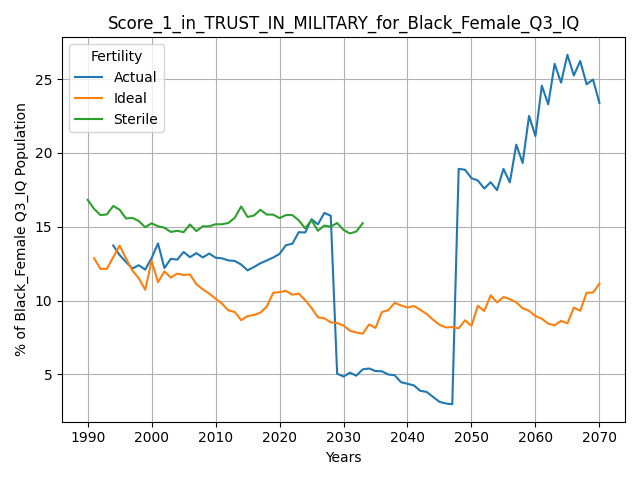 Score_1_in_TRUST_IN_MILITARY_for_Black_Female_Q3_IQ
Fertility
Actual
Ideal
Sterile
% of Black_Female Q3_IQ Population
25
20
15
10
5
1990 2000 2010 2020 2030 2040 2050 2060 2070
Years